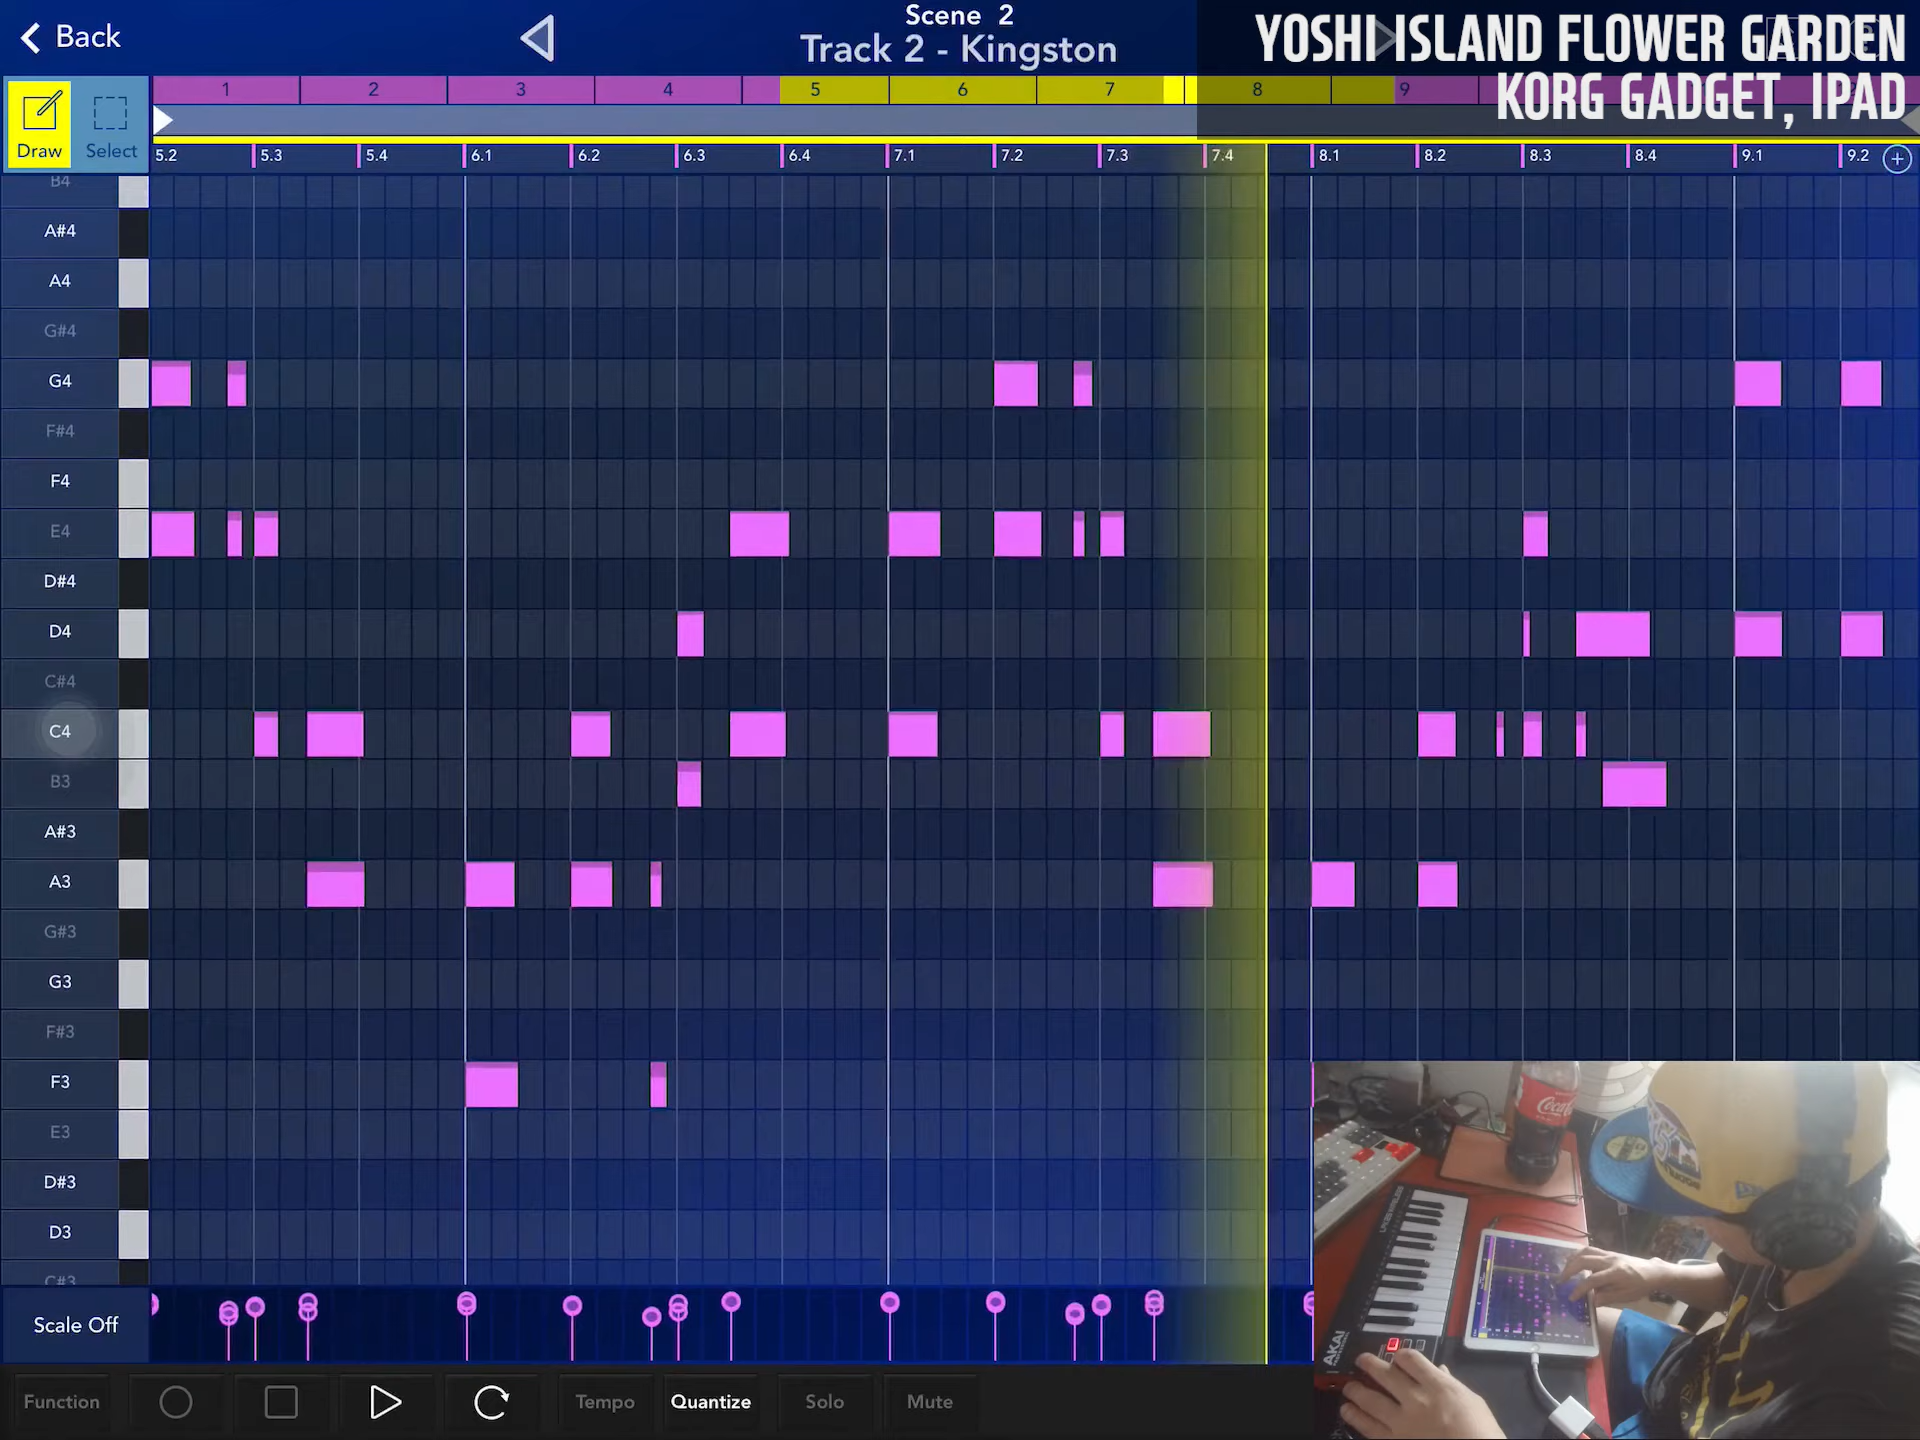 Back
Scene 2
Track 2 - Kingston
YOSHI ISLAND FLOWER GARDEN
KORG GADGET, IPAD
1 2 3 4 5 6 7 8 9
Draw
Select
5.2 5.3 5.4 6.1 6.2 6.3 6.4 7.1 7.2 7.3 7.4 8.1 8.2 8.3 8.4 9.1 9.2
B4
A#4
A4
G#4
G4
F#4
F4
E4
D#4
D4
C#4
C4
B3
A#3
A3
G#3
G3
F#3
F3
E3
D#3
D3
C#3
Scale Off
Function
Tempo
Quantize
Solo
Mute
Coca
AKAI